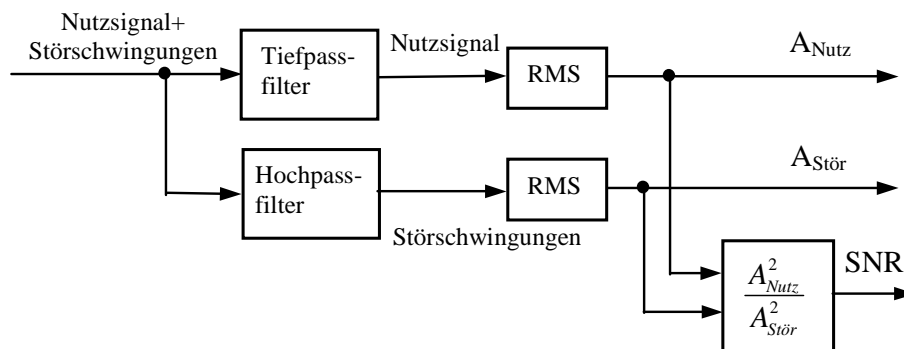 Nutzsignal+
Störschwingungen
Tiefpass-
filter
Nutzsignal
RMS
A_Nutz
Hochpass-
filter
Störschwingungen
RMS
A_Stör
A²_Nutz
A²_Stör
SNR